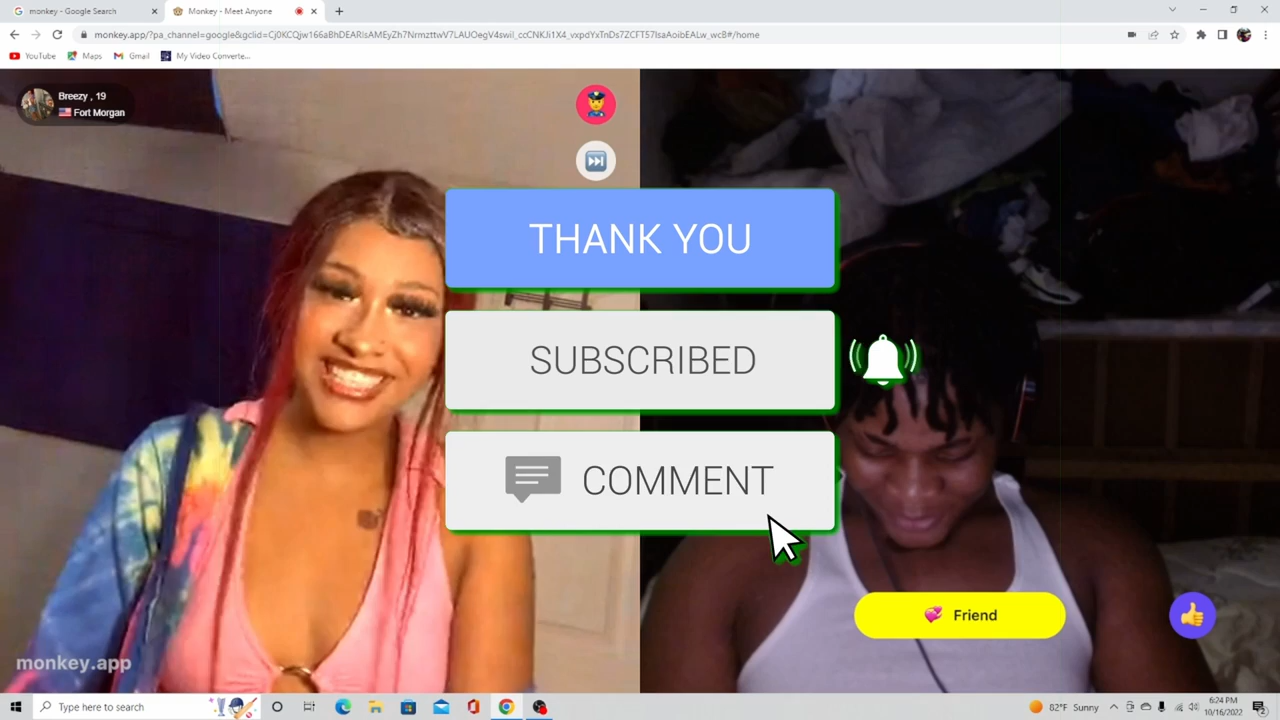 monkey - Google Search
Monkey - Meet Anyone
YouTube
Maps
Gmail
My Video Converte...
Breezy , 19
Fort Morgan
THANK YOU
SUBSCRIBED
COMMENT
Friend
monkey.app
Type here to search
82°F Sunny
6:24 PM
10/16/2022